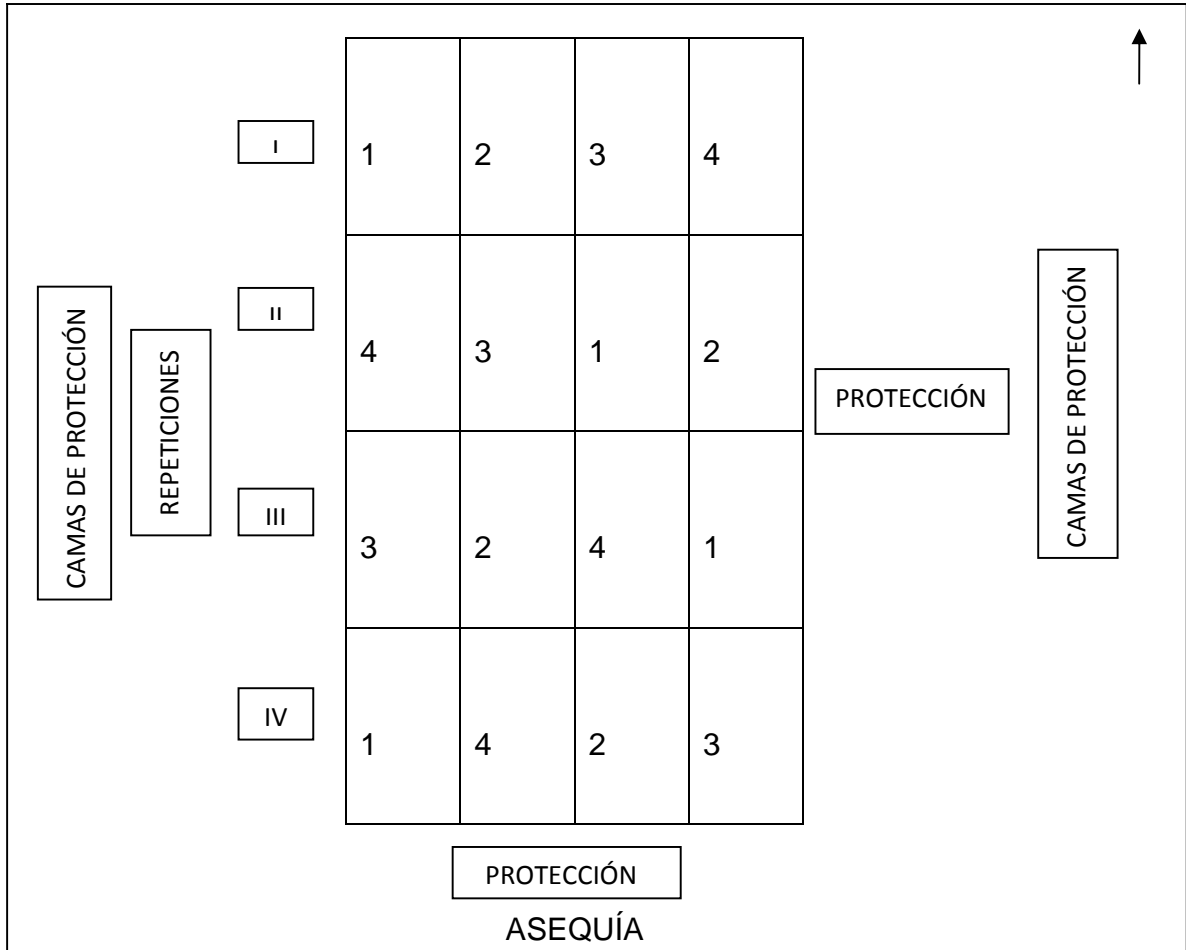 I
1 2 3 4
II
4 3 1 2
CAMAS DE PROTECCIÓN
REPETICIONES
PROTECCIÓN
CAMAS DE PROTECCIÓN
III
3 2 4 1
IV
1 4 2 3
PROTECCIÓN
ASEQUÍA